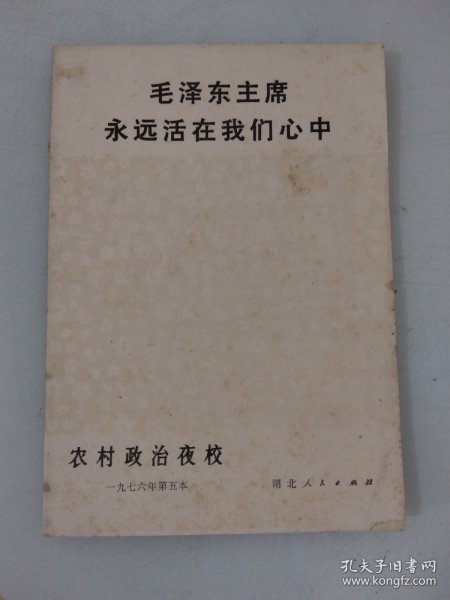 毛泽东主席
永远活在我们心中
农村政治夜校
一九七六年第五本
湖北人民出版社
孔夫子旧书网
www.kongfz.com